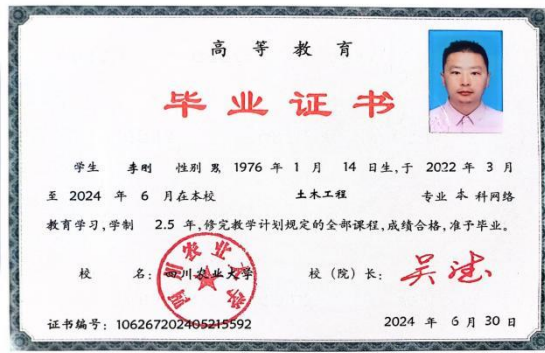 高等教育
毕业证书
学生 李刚 性别 男 1976 年 1 月 14 日生,于 2022 年 3 月
至 2024 年 6 月在本校 土木工程 专业 本 科网络
教育学习,学制 2.5 年,修完教学计划规定的全部课程,成绩合格,准予毕业。
校 名: 四川农业大学 校(院)长:
证书编号: 106267202405215592 2024 年 6 月 30 日